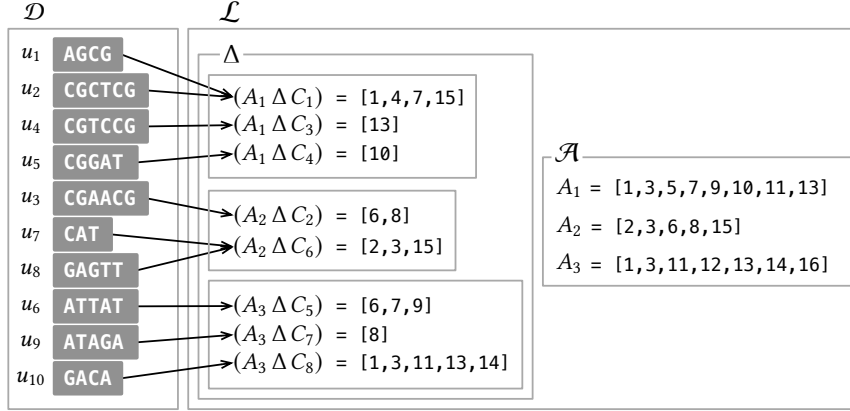 𝒟 ℒ
Δ
u₁ AGCG
u₂ CGCTCG (A₁ Δ C₁) = [1,4,7,15]
u₄ CGTCCG (A₁ Δ C₃) = [13]
u₅ CGGAT (A₁ Δ C₄) = [10]
u₃ CGAACG (A₂ Δ C₂) = [6,8]
u₇ CAT (A₂ Δ C₆) = [2,3,15]
u₈ GAGTT
u₆ ATTAT (A₃ Δ C₅) = [6,7,9]
u₉ ATAGA (A₃ Δ C₇) = [8]
u₁₀ GACA (A₃ Δ C₈) = [1,3,11,13,14]
𝒜
A₁ = [1,3,5,7,9,10,11,13]
A₂ = [2,3,6,8,15]
A₃ = [1,3,11,12,13,14,16]